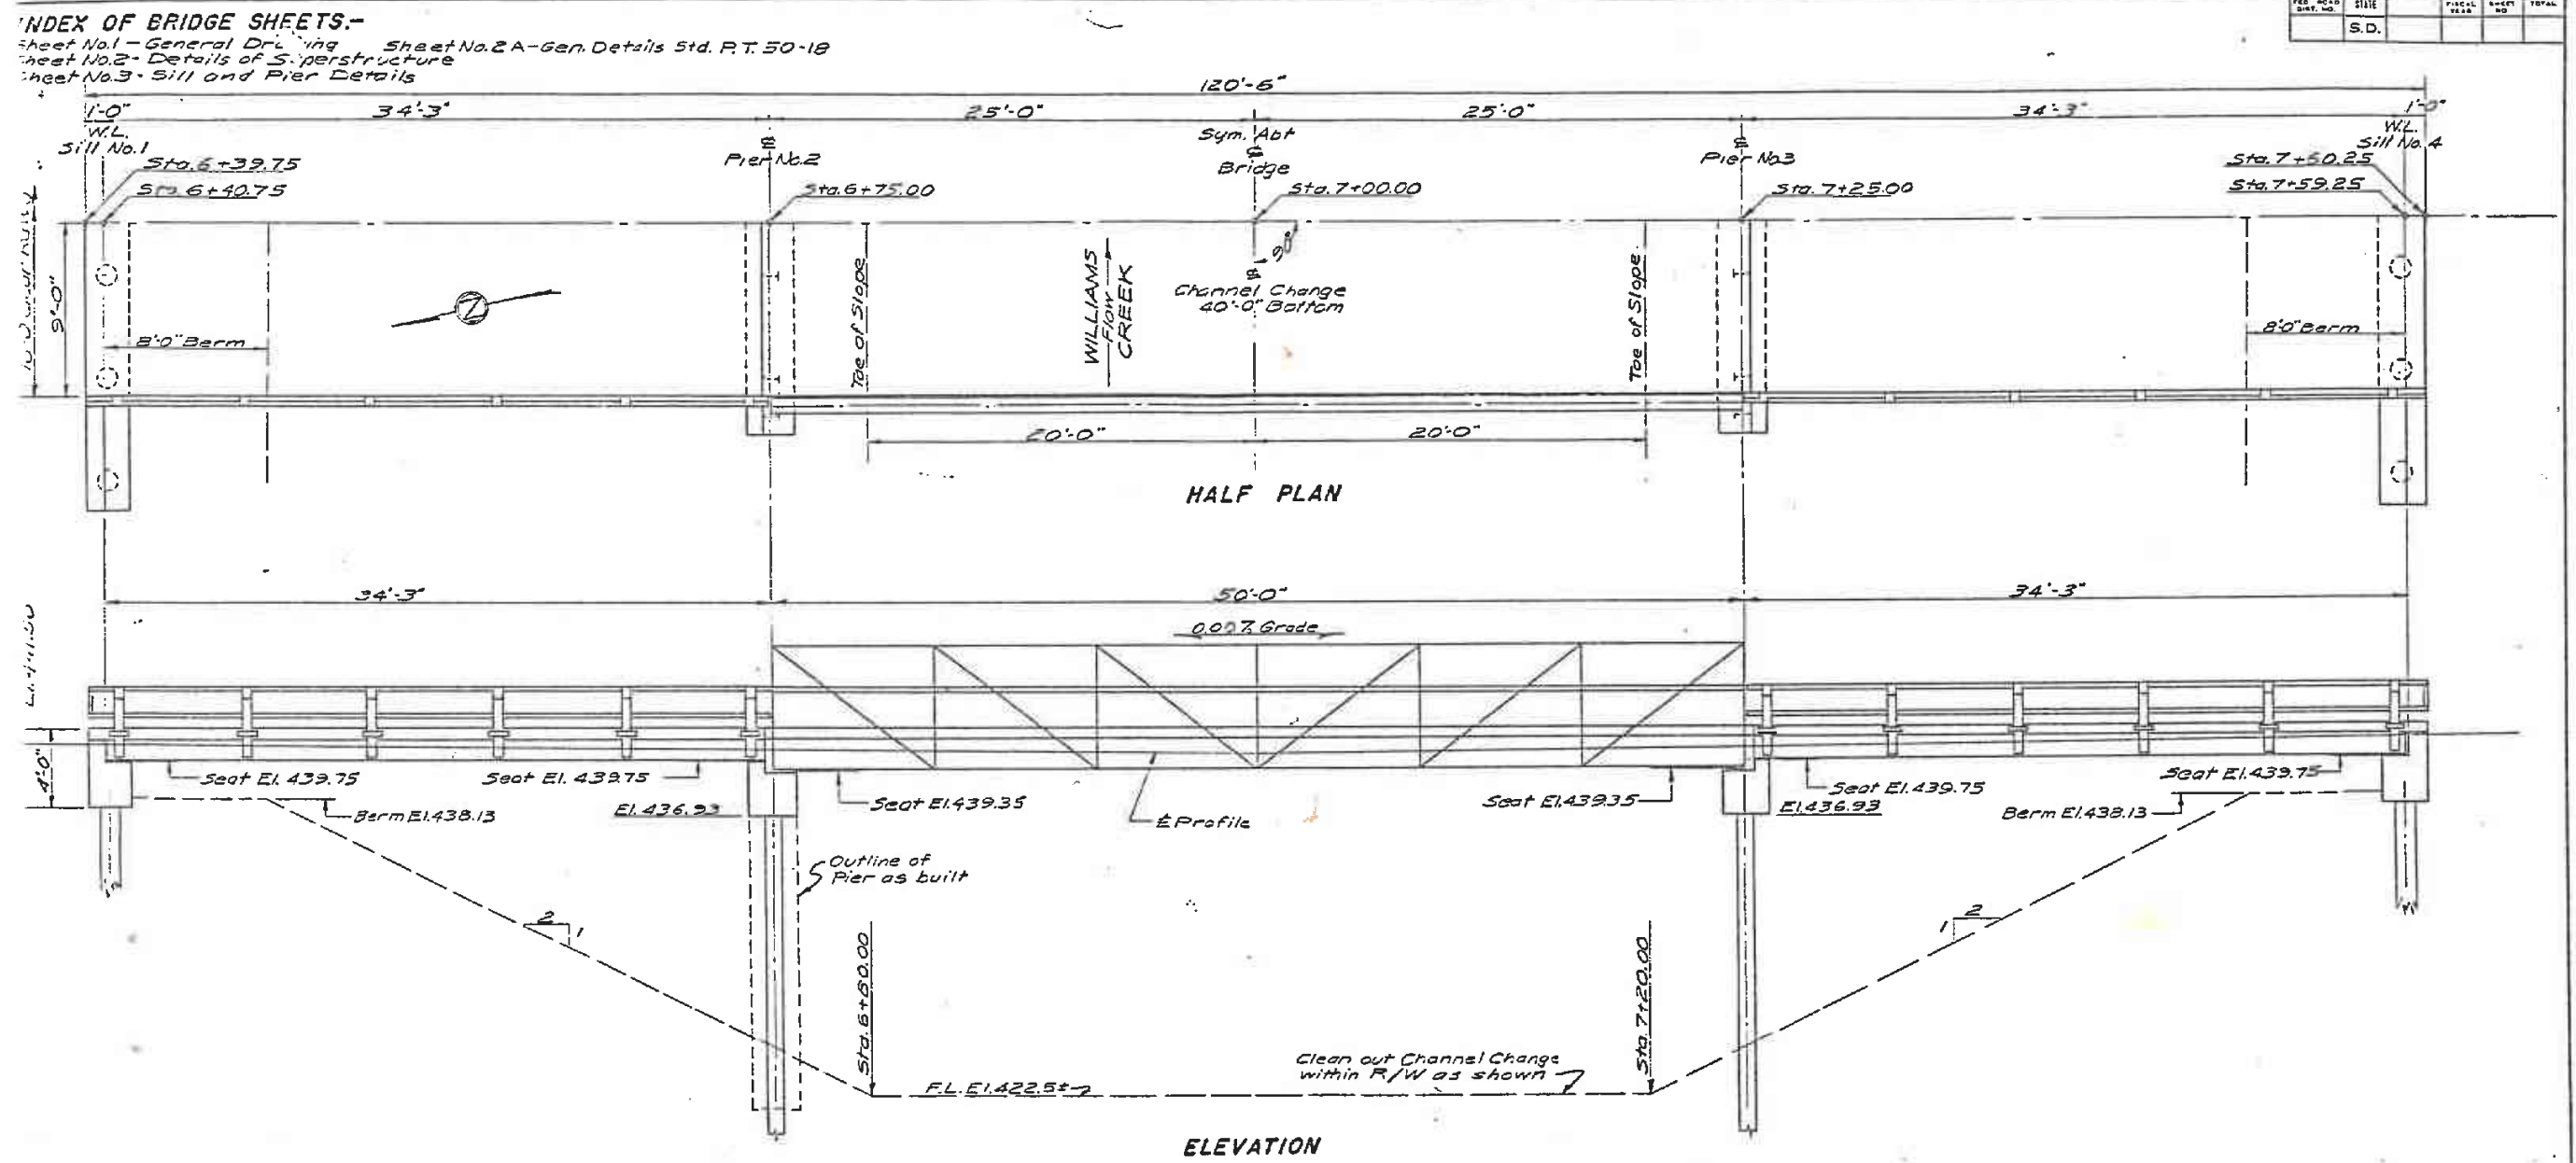 INDEX OF BRIDGE SHEETS.-
Sheet No.1 - General Drawing Sheet No.2A-Gen. Details Std. P.T. 50-18
Sheet No.2- Details of Superstructure
Sheet No.3- Sill and Pier Details
STATE
FISCAL YEAR
SHEET NO
TOTAL
S.D.
120'-6"
1'-0" 34'-3" 25'-0" 25'-0" 34'-3" 1'-0"
W.L.
Sill No.1
℄
Pier No.2
Sym. Abt
℄
Bridge
℄
Pier No3
W.L.
Sill No. 4
Sta. 6+39.75
Sta. 6+40.75
Sta. 6+75.00
Sta. 7+00.00
Sta. 7+25.00
Sta. 7+50.25
Sta. 7+59.25
9'-0"
8'-0" Berm
N
Toe of Slope
WILLIAMS
Flow
CREEK
℄
Channel Change
40'-0" Bottom
Toe of Slope
8'-0" Berm
20'-0" 20'-0"
HALF PLAN
34'-3" 50'-0" 34'-3"
Grade
4'-0"
Seat El. 439.75
Seat El. 439.75
Berm El.438.13
El. 436.93
Seat El.439.35
℄ Profile
Seat El.439.35
Seat El.439.75
El.436.93
Seat El.439.75
Berm El.438.13
Outline of
Pier as built
2
1
Sta. 6+80.00
Sta. 7+20.00
2
1
F.L. El.422.5±
Clean out Channel Change
within R/W as shown
ELEVATION